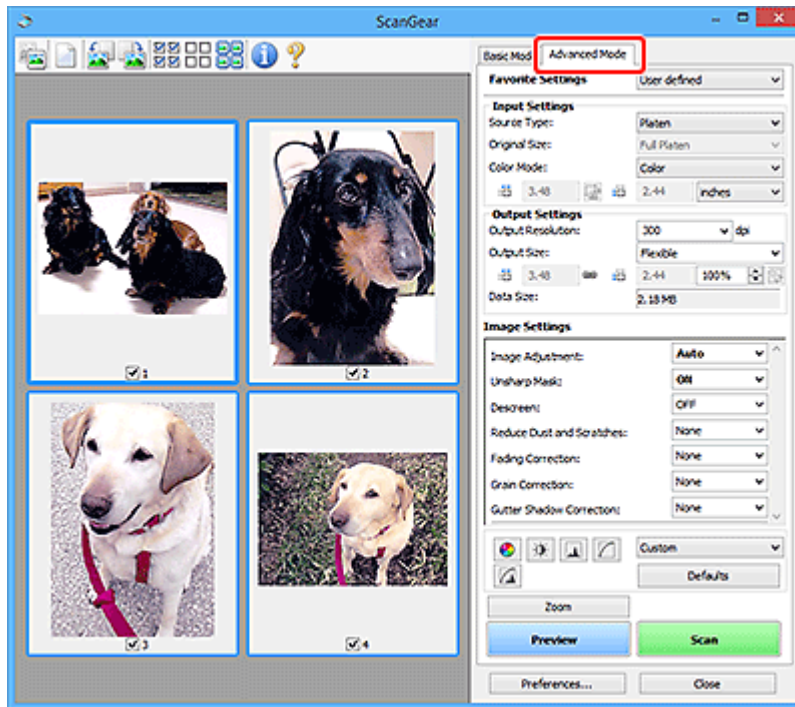 ScanGear
Basic Mod Advanced Mode
Favorite Settings User defined
Input Settings
Source Type: Platen
Original Size: Full Platen
Color Mode: Color
3.48 2.44 inches
Output Settings
Output Resolution: 300 dpi
Output Size: Flexible
3.48 2.44 100%
Data Size: 2.18 MB
Image Settings
Image Adjustment: Auto
Unsharp Mask: ON
Descreen: OFF
Reduce Dust and Scratches: None
Fading Correction: None
Grain Correction: None
Gutter Shadow Correction: None
Custom
Defaults
Zoom
Preview Scan
Preferences... Close
1
2
3
4